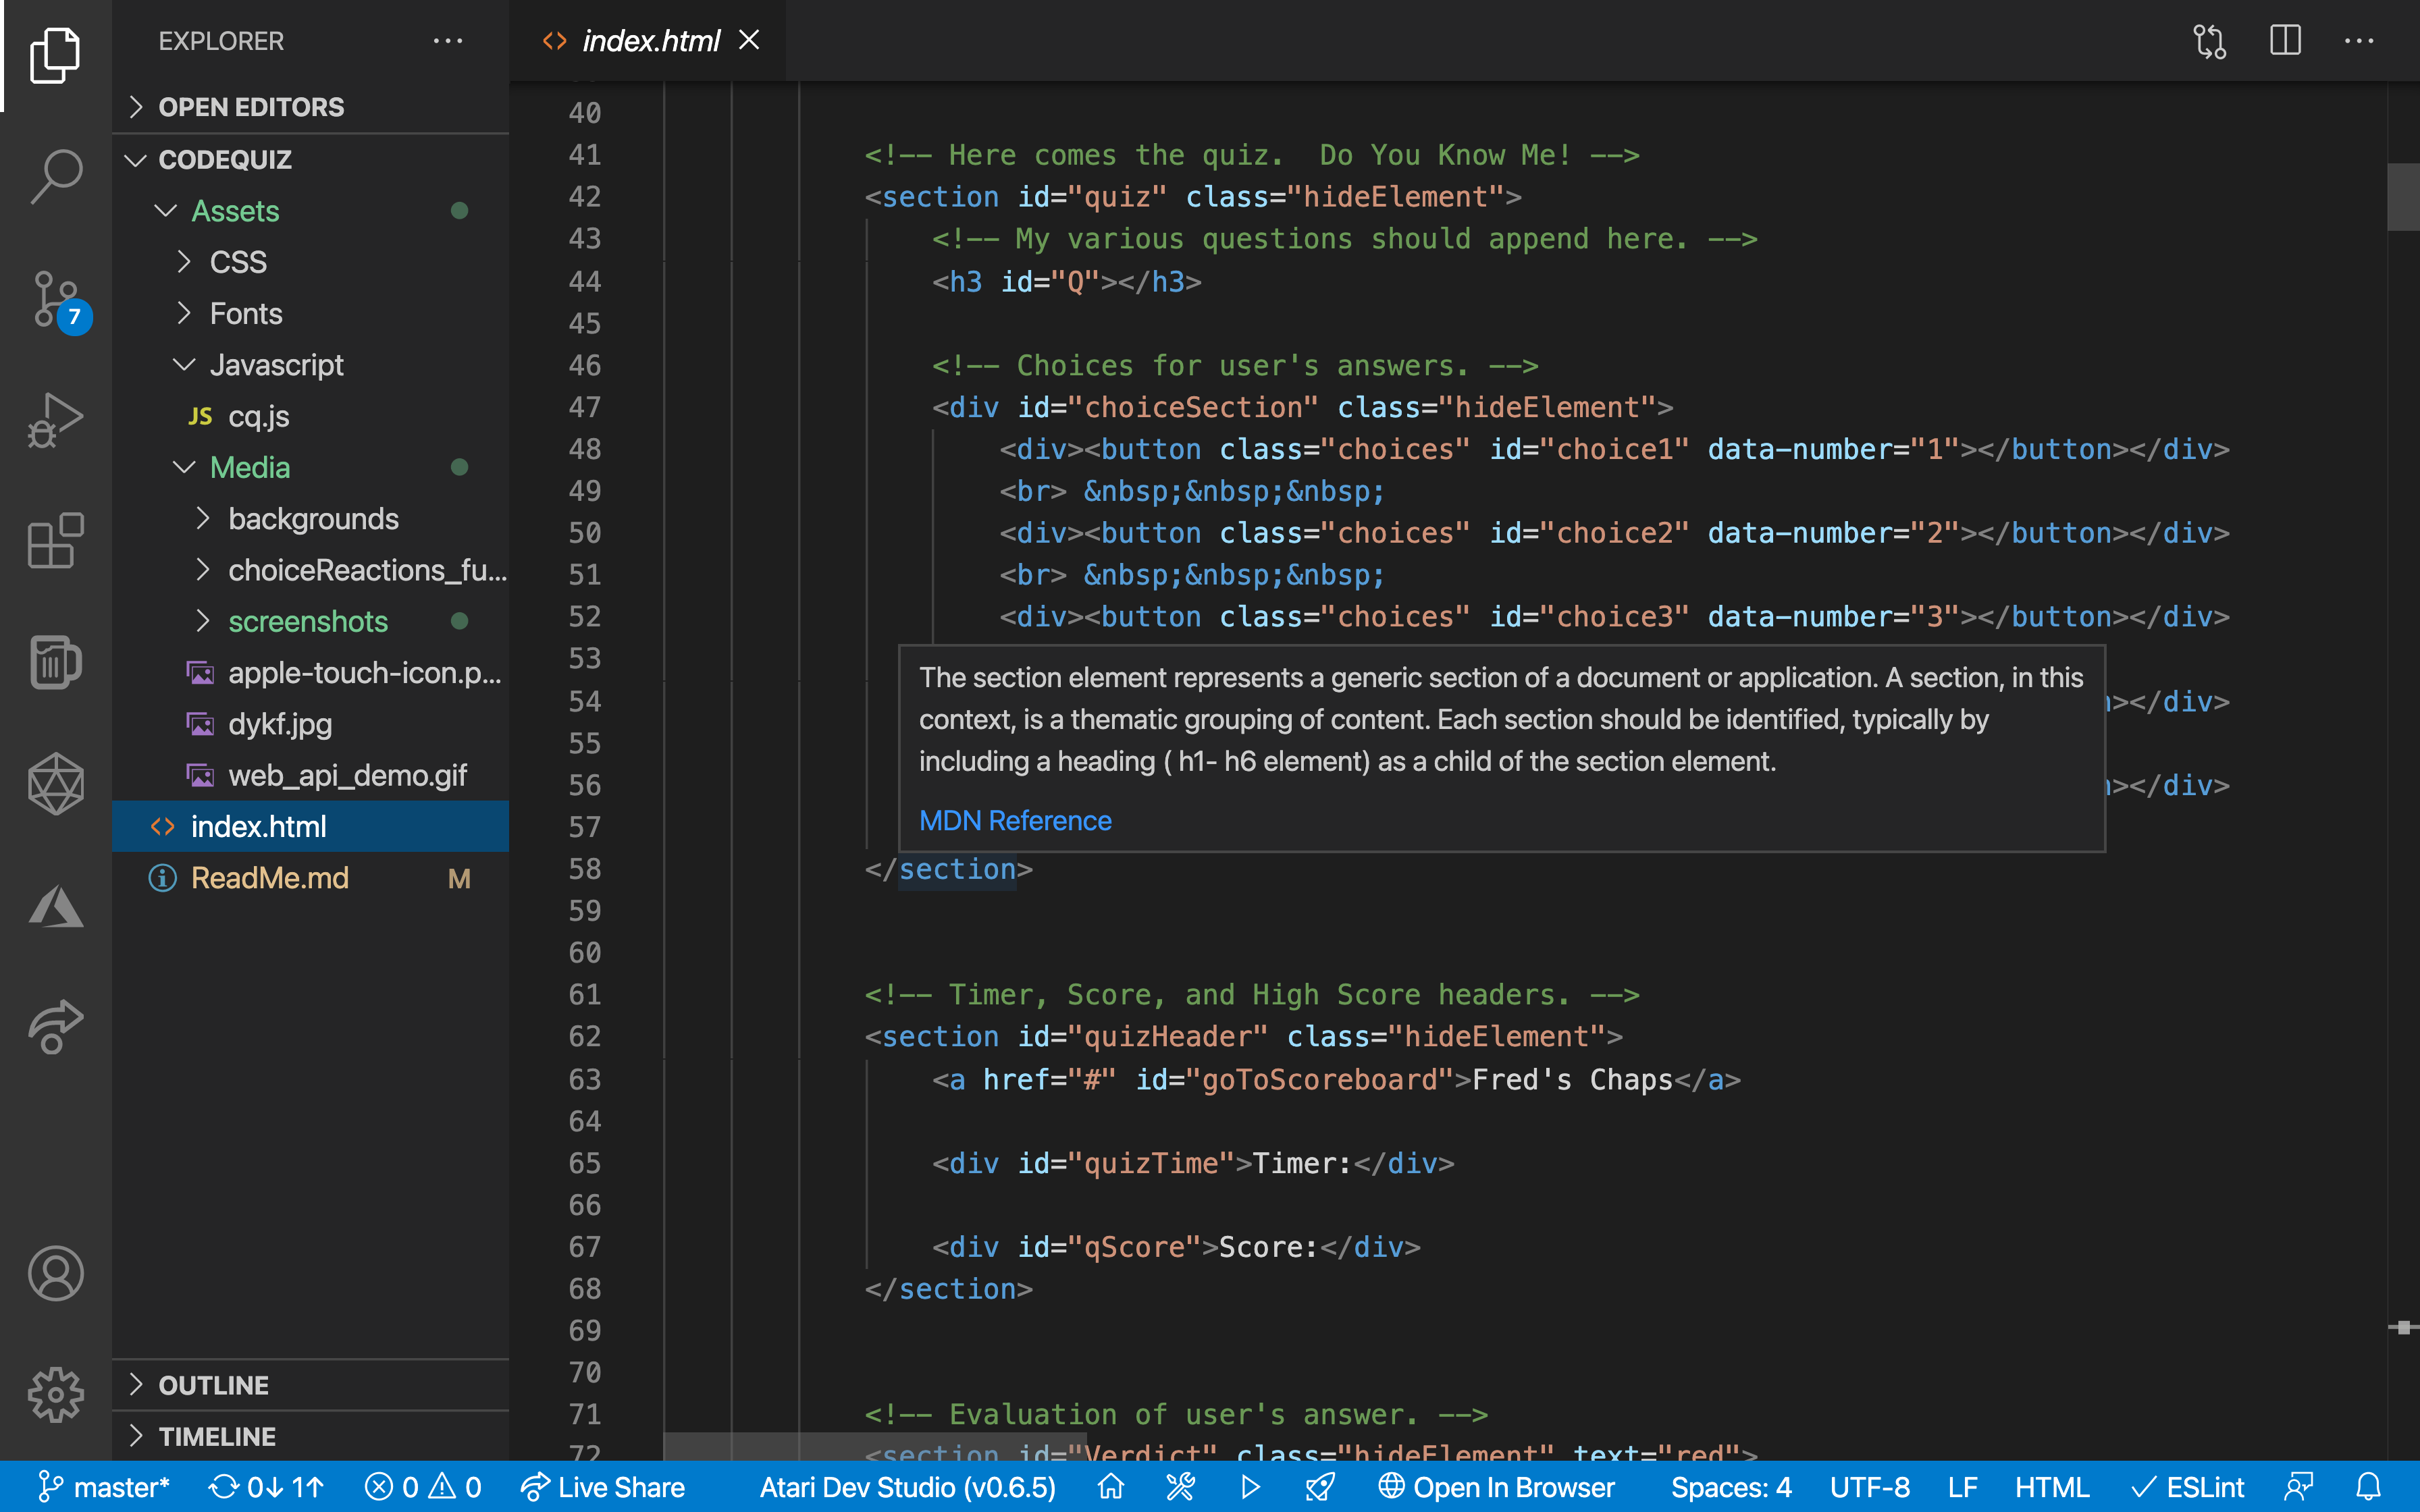 EXPLORER
OPEN EDITORS
CODEQUIZ
Assets
CSS
Fonts
Javascript
JS cq.js
Media
backgrounds
choiceReactions_fu...
screenshots
apple-touch-icon.p...
dykf.jpg
web_api_demo.gif
<> index.html
ReadMe.md M
OUTLINE
TIMELINE
7
<> index.html
40
41 <!-- Here comes the quiz.  Do You Know Me! -->
42 <section id="quiz" class="hideElement">
43 <!-- My various questions should append here. -->
44 <h3 id="Q"></h3>
45
46 <!-- Choices for user's answers. -->
47 <div id="choiceSection" class="hideElement">
48 <div><button class="choices" id="choice1" data-number="1"></button></div>
49 <br> &nbsp;&nbsp;&nbsp;
50 <div><button class="choices" id="choice2" data-number="2"></button></div>
51 <br> &nbsp;&nbsp;&nbsp;
52 <div><button class="choices" id="choice3" data-number="3"></button></div>
53
The section element represents a generic section of a document or application. A section, in this
54 ></div>
context, is a thematic grouping of content. Each section should be identified, typically by
55
including a heading ( h1- h6 element) as a child of the section element.
56 ></div>
MDN Reference
57
58 </section>
59
60
61 <!-- Timer, Score, and High Score headers. -->
62 <section id="quizHeader" class="hideElement">
63 <a href="#" id="goToScoreboard">Fred's Chaps</a>
64
65 <div id="quizTime">Timer:</div>
66
67 <div id="qScore">Score:</div>
68 </section>
69
70
71 <!-- Evaluation of user's answer. -->
72 <section id="Verdict" class="hideElement" text="red">
master* 0↓ 1↑ 0 0 Live Share Atari Dev Studio (v0.6.5) Open In Browser Spaces: 4 UTF-8 LF HTML ESLint